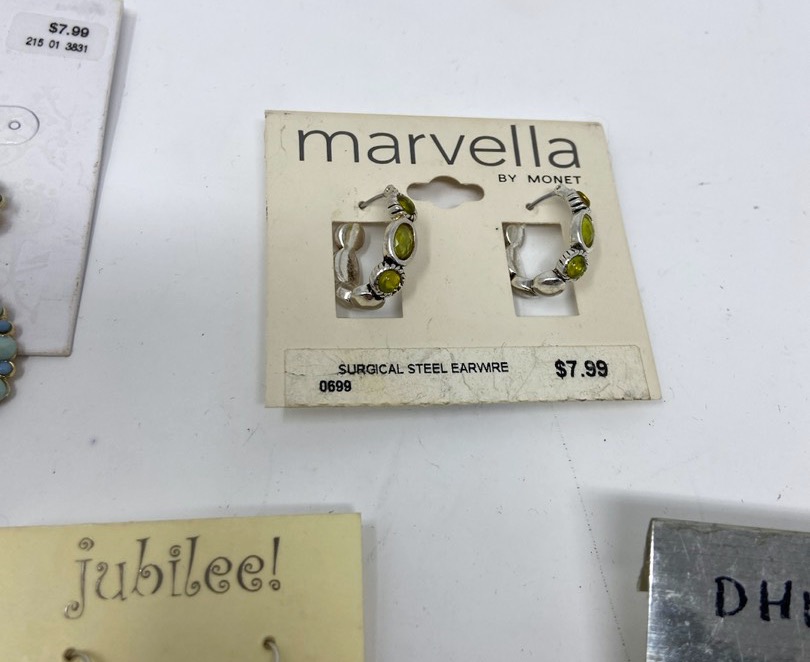 $7.99
215 01 3831
marvella
BY MONET
SURGICAL STEEL EARWIRE
0699
$7.99
jubilee!
DH